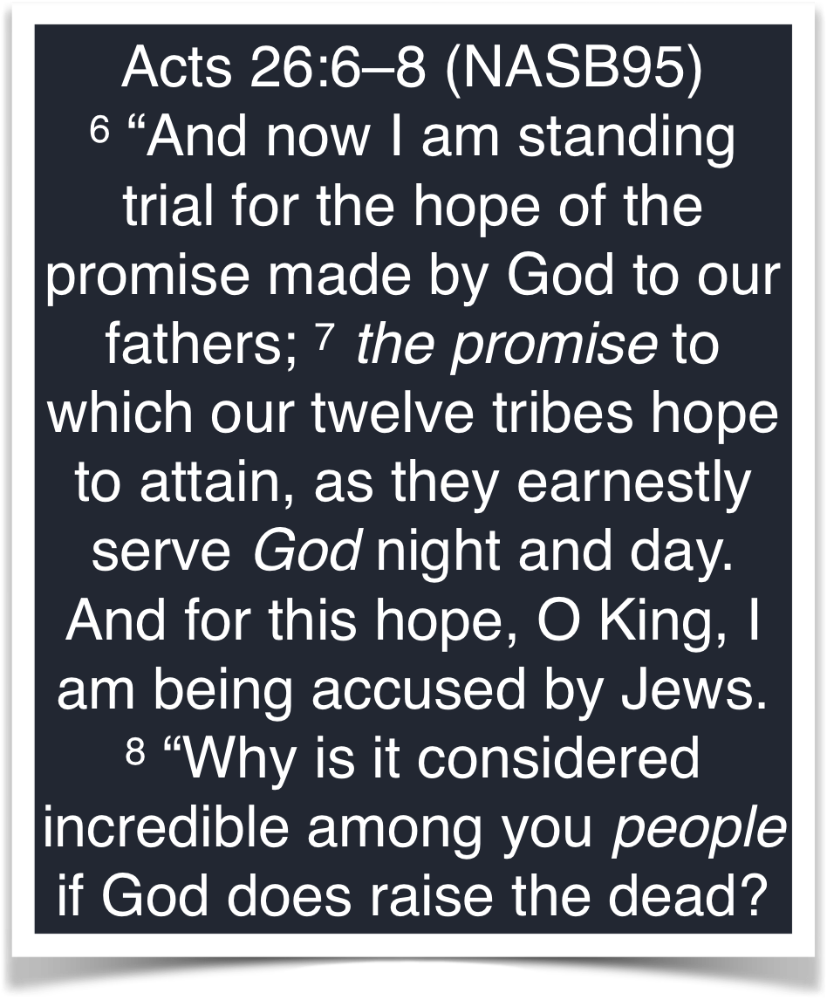 Acts 26:6–8 (NASB95)
⁶ “And now I am standing
trial for the hope of the
promise made by God to our
fathers; ⁷ the promise to
which our twelve tribes hope
to attain, as they earnestly
serve God night and day.
And for this hope, O King, I
am being accused by Jews.
⁸ “Why is it considered
incredible among you people
if God does raise the dead?